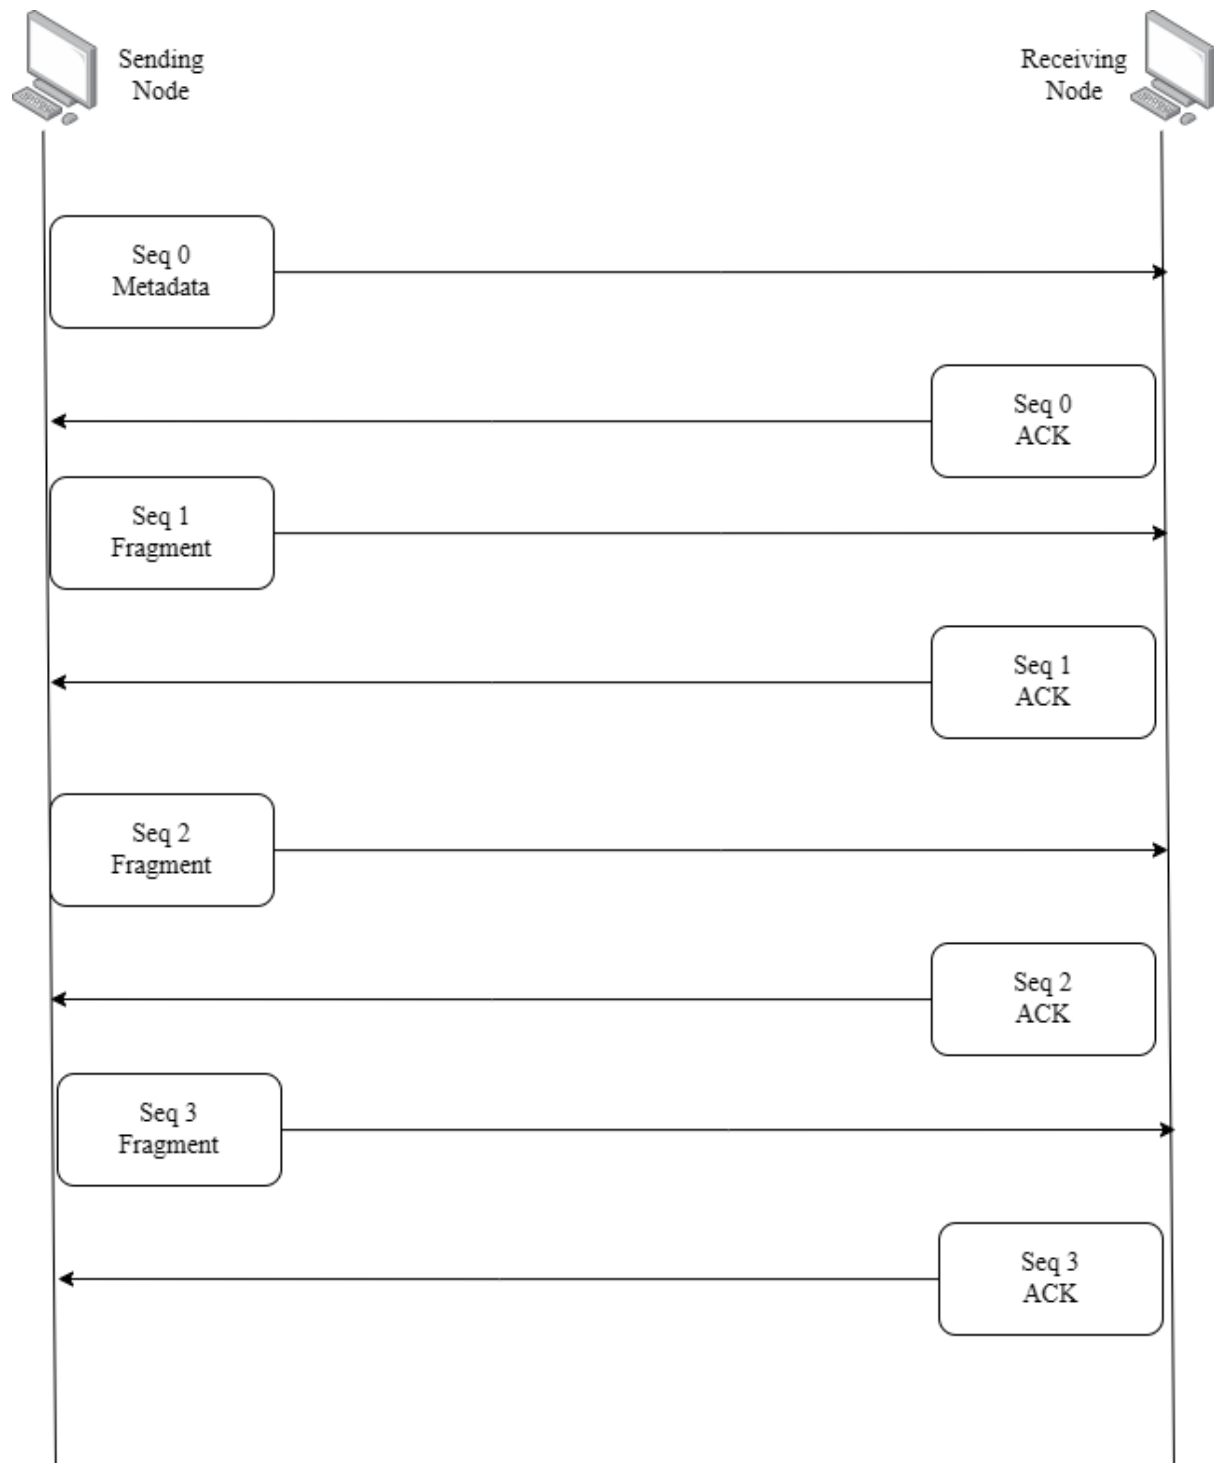 Sending
Node
Receiving
Node
Seq 0
Metadata
Seq 0
ACK
Seq 1
Fragment
Seq 1
ACK
Seq 2
Fragment
Seq 2
ACK
Seq 3
Fragment
Seq 3
ACK